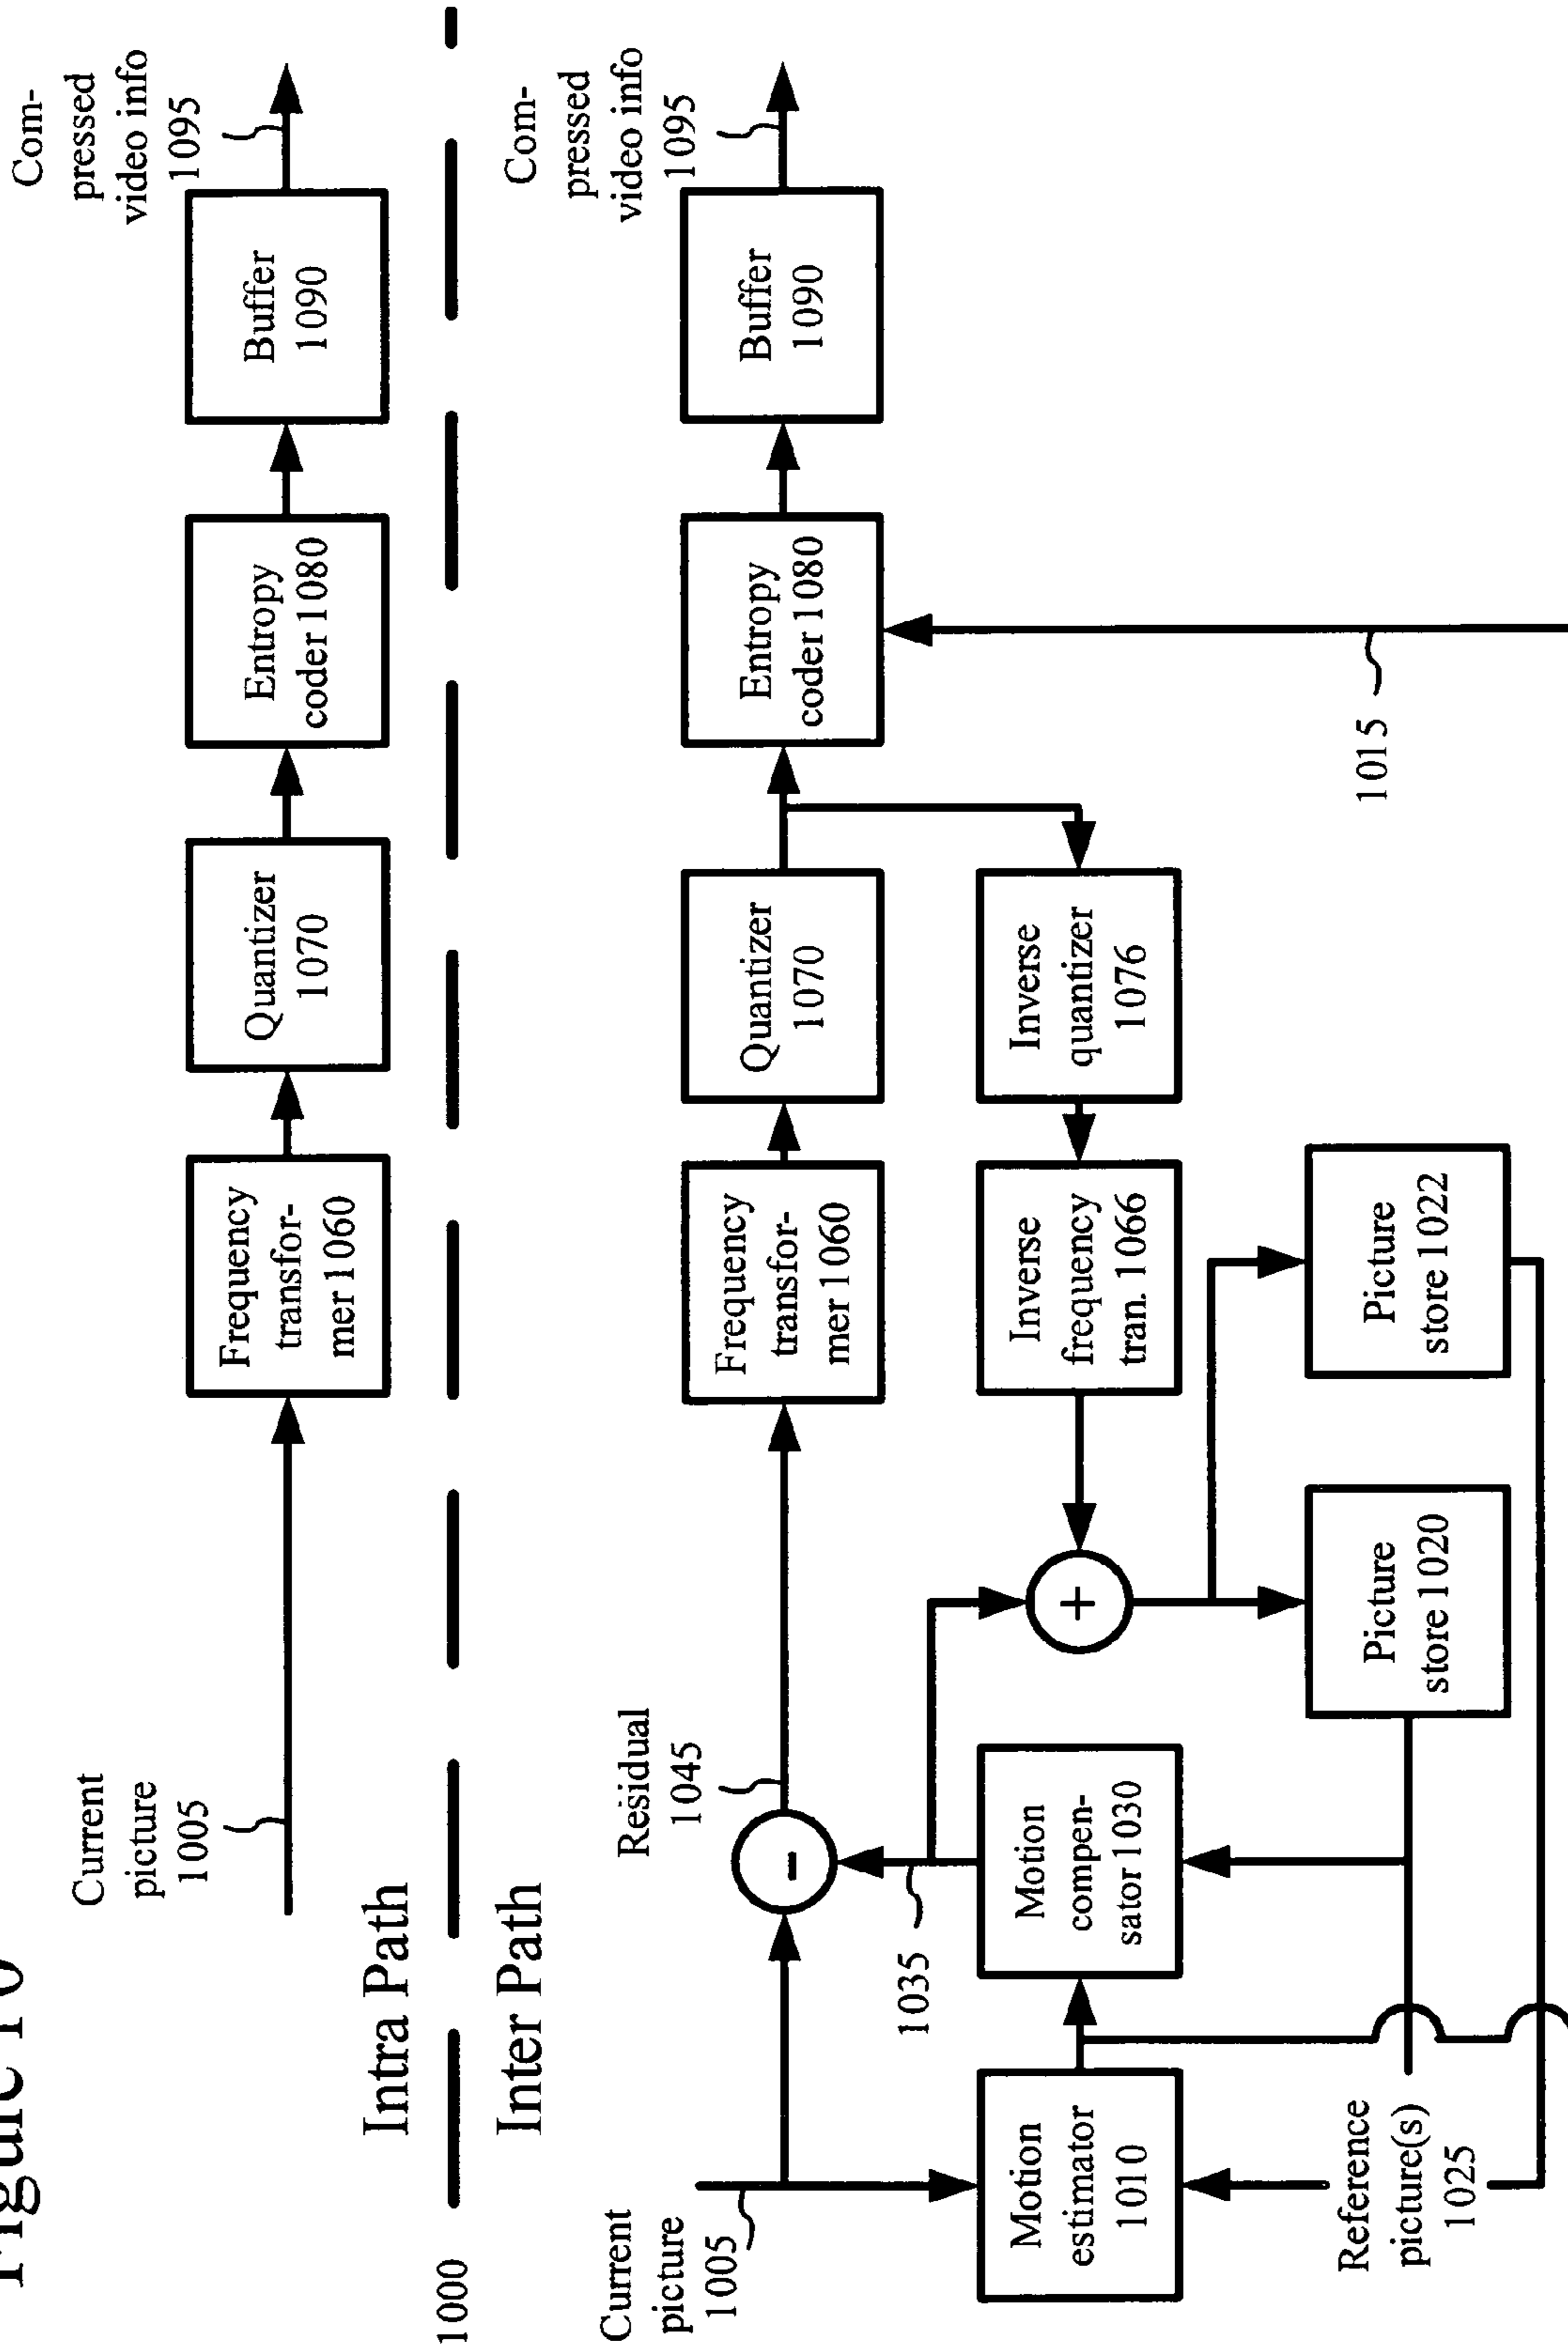 Figure 10
Current
picture
1005
Frequency
transfor-
mer 1060
Quantizer
1070
Entropy
coder 1080
Buffer
1090
Com-
pressed
video info
1095
Intra Path
1000
Inter Path
Current
picture
1005
Residual
1045
Frequency
transfor-
mer 1060
Quantizer
1070
Entropy
coder 1080
Buffer
1090
Com-
pressed
video info
1095
-
1035
Motion
estimator
1010
Motion
compen-
sator 1030
+
Inverse
frequency
tran. 1066
Inverse
quantizer
1076
Reference
picture(s)
1025
Picture
store 1020
Picture
store 1022
1015